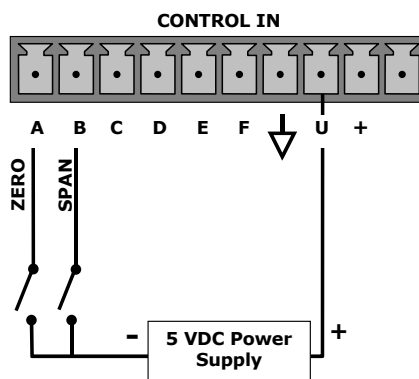 CONTROL IN
A B C D E F U +
ZERO
SPAN
- 5 VDC Power +
Supply